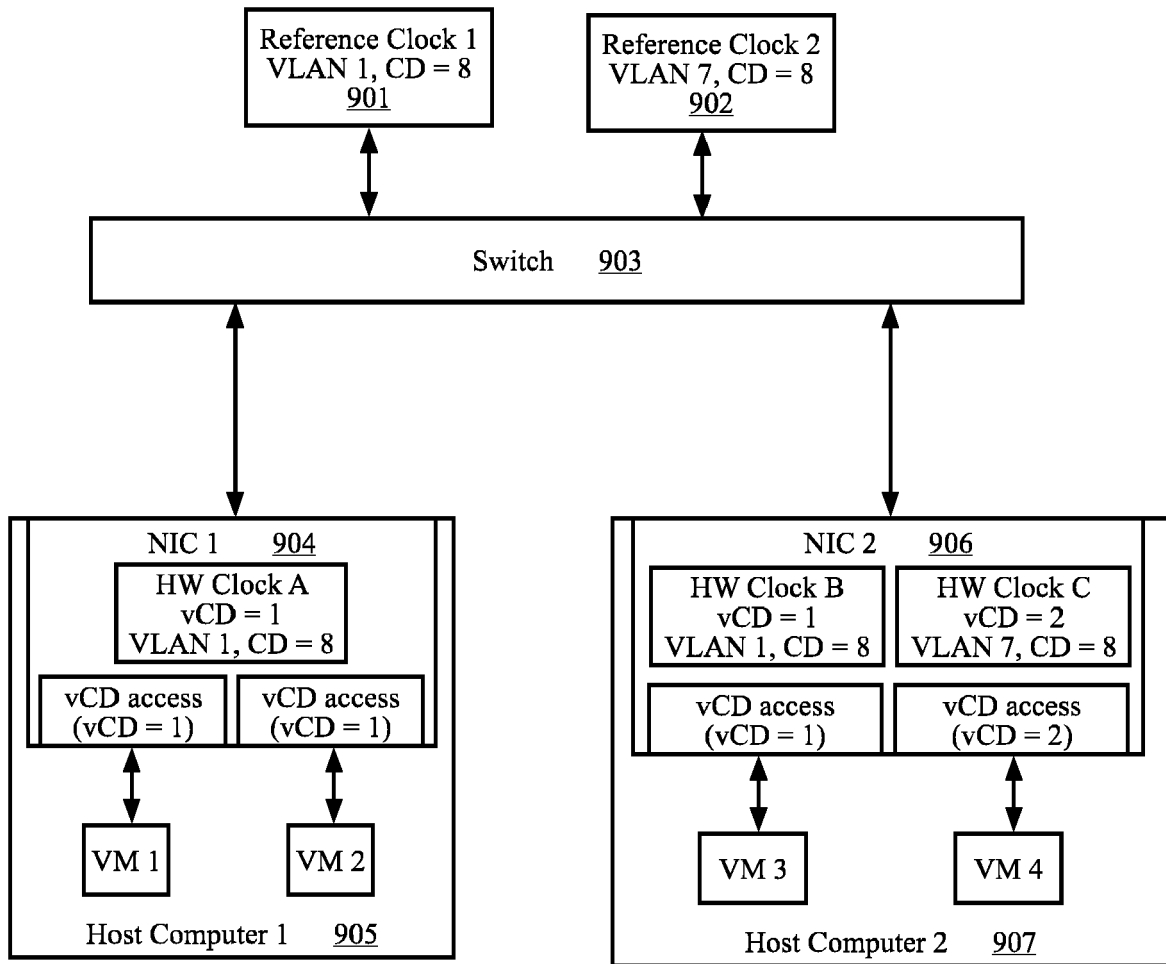 Reference Clock 1
VLAN 1, CD = 8
901
Reference Clock 2
VLAN 7, CD = 8
902
Switch 903
NIC 1 904
HW Clock A
vCD = 1
VLAN 1, CD = 8
vCD access
(vCD = 1)
vCD access
(vCD = 1)
VM 1
VM 2
Host Computer 1 905
NIC 2 906
HW Clock B
vCD = 1
VLAN 1, CD = 8
HW Clock C
vCD = 2
VLAN 7, CD = 8
vCD access
(vCD = 1)
vCD access
(vCD = 2)
VM 3
VM 4
Host Computer 2 907